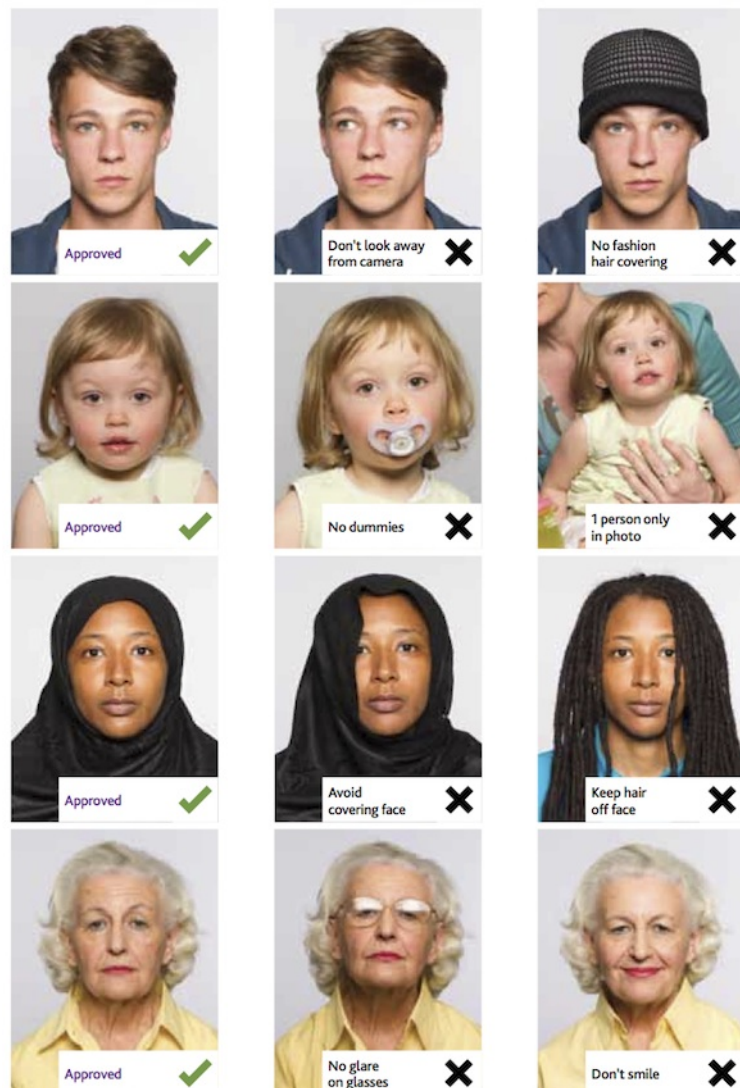 Approved
Don't look away
from camera
No fashion
hair covering
Approved
No dummies
1 person only
in photo
Approved
Avoid
covering face
Keep hair
off face
Approved
No glare
on glasses
Don't smile